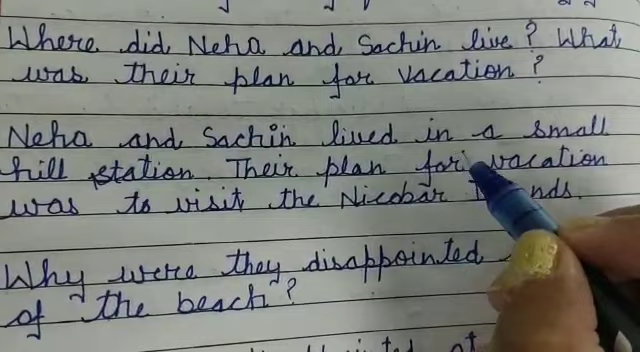 Where did Neha and Sachin live? What
was their plan for vacation?
Neha and Sachin lived in a small
hill station. Their plan for vacation
was to visit the Nicobar
Why were they disappointed
of the beach?